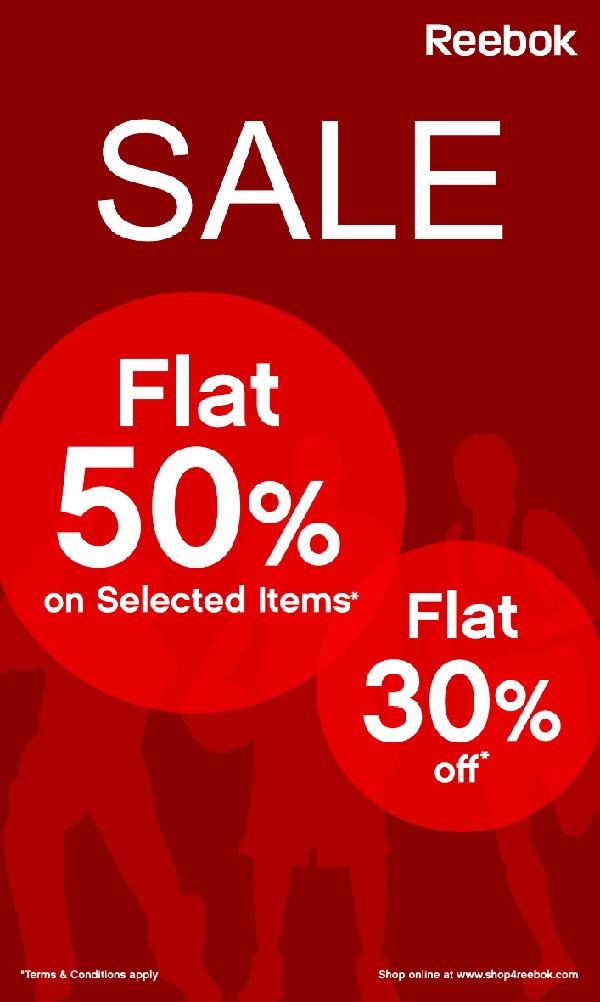 Reebok
SALE
Flat
50%
on Selected Items*
Flat
30%
off*
*Terms & Conditions apply
Shop online at www.shop4reebok.com